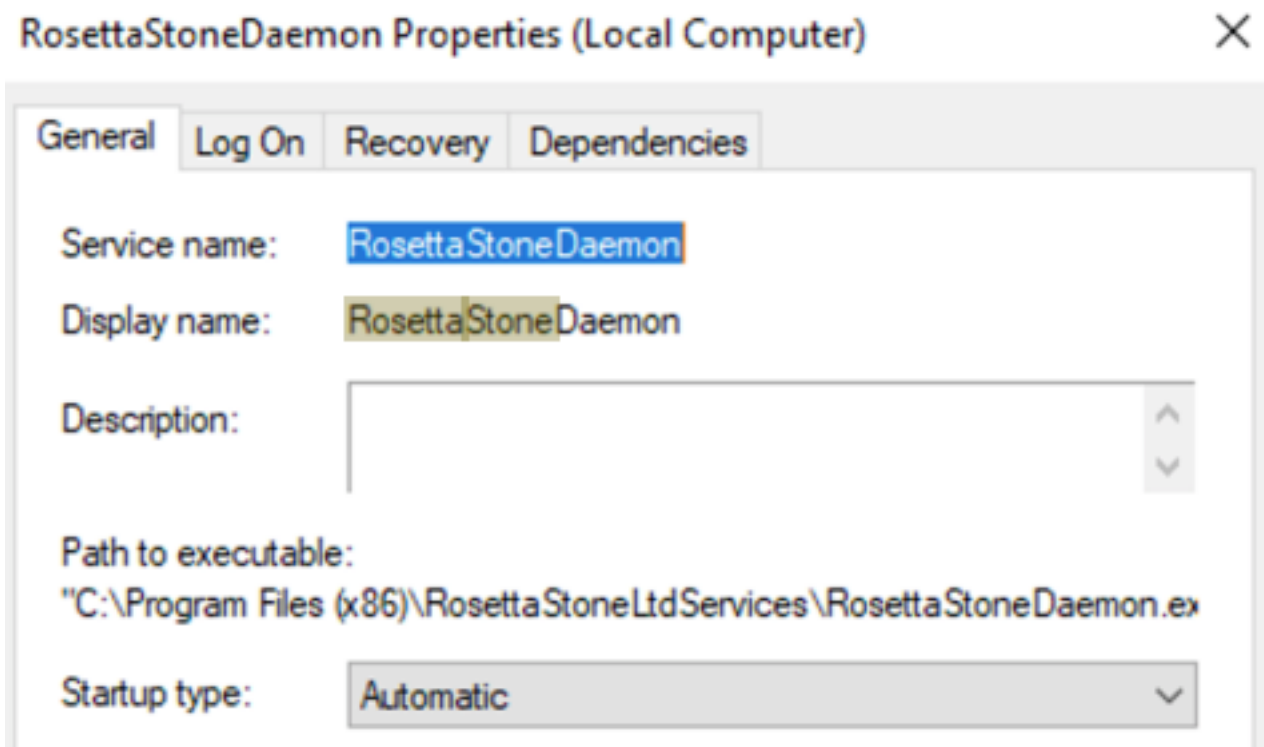 RosettaStoneDaemon Properties (Local Computer)
General Log On Recovery Dependencies
Service name: RosettaStoneDaemon
Display name: RosettaStoneDaemon
Description:
Path to executable:
"C:\Program Files (x86)\RosettaStoneLtdServices\RosettaStoneDaemon.ex
Startup type: Automatic